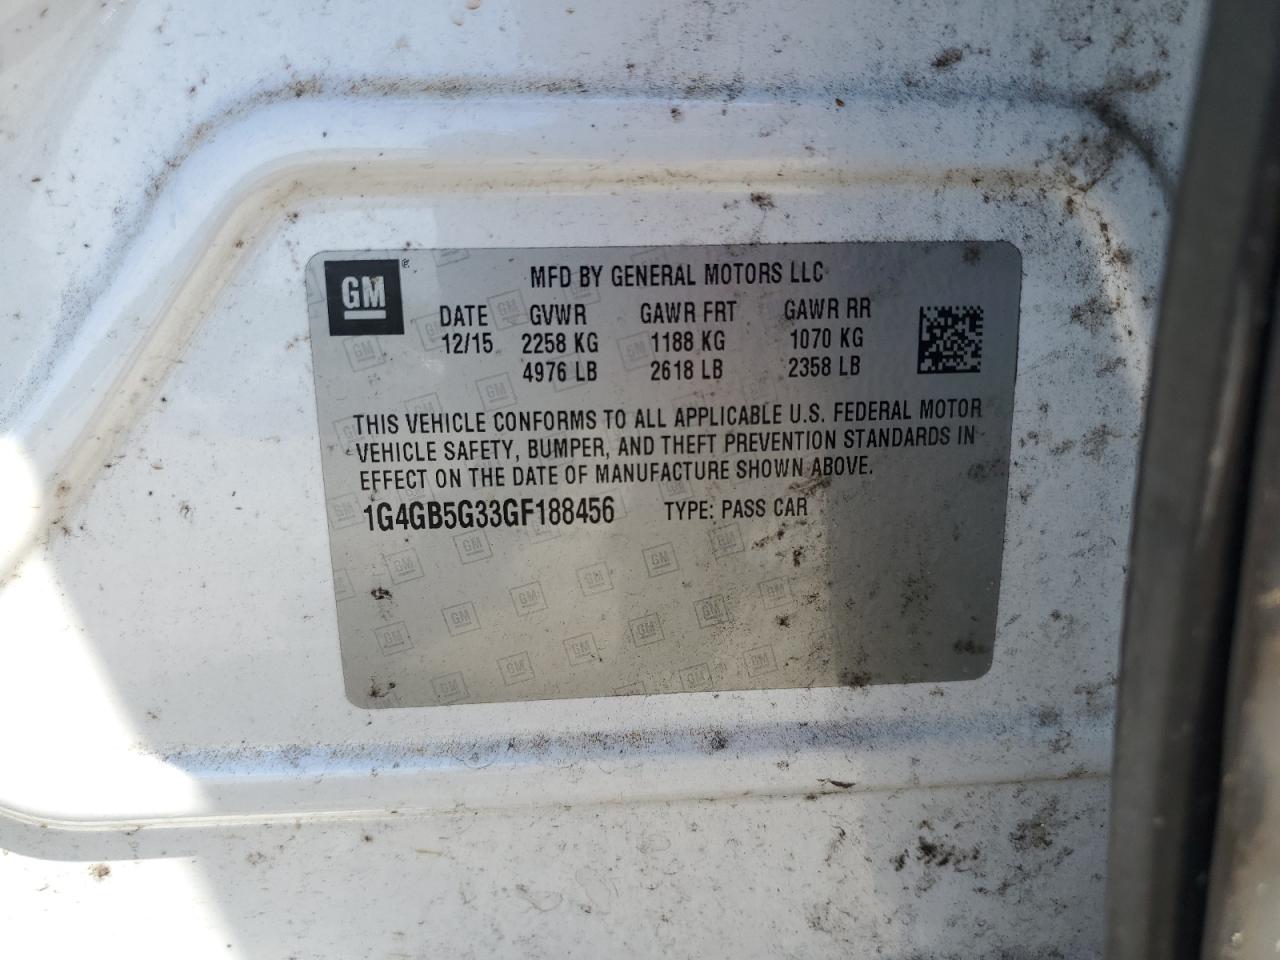 GM®
MFD BY GENERAL MOTORS LLC
DATE GVWR GAWR FRT GAWR RR
12/15 2258 KG 1188 KG 1070 KG
4976 LB 2618 LB 2358 LB
THIS VEHICLE CONFORMS TO ALL APPLICABLE U.S. FEDERAL MOTOR
VEHICLE SAFETY, BUMPER, AND THEFT PREVENTION STANDARDS IN
EFFECT ON THE DATE OF MANUFACTURE SHOWN ABOVE.
1G4GB5G33GF188456 TYPE: PASS CAR